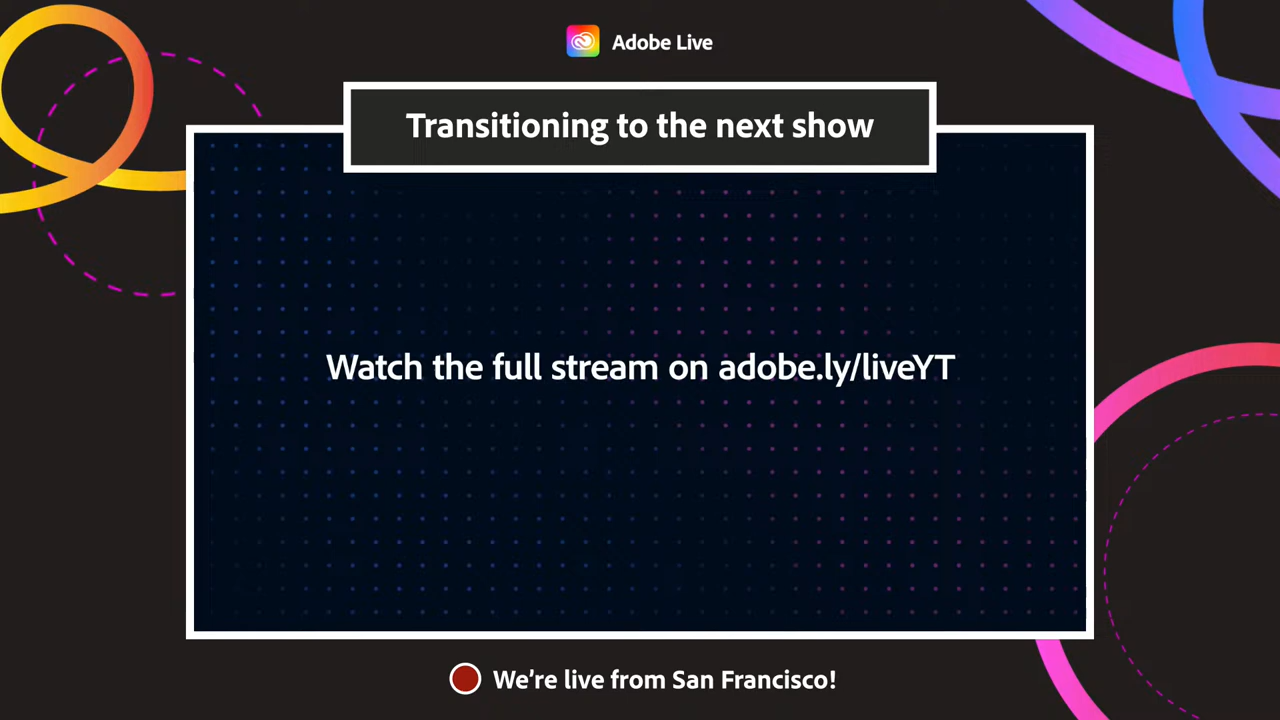 Adobe Live
Transitioning to the next show
Watch the full stream on adobe.ly/liveYT
We're live from San Francisco!